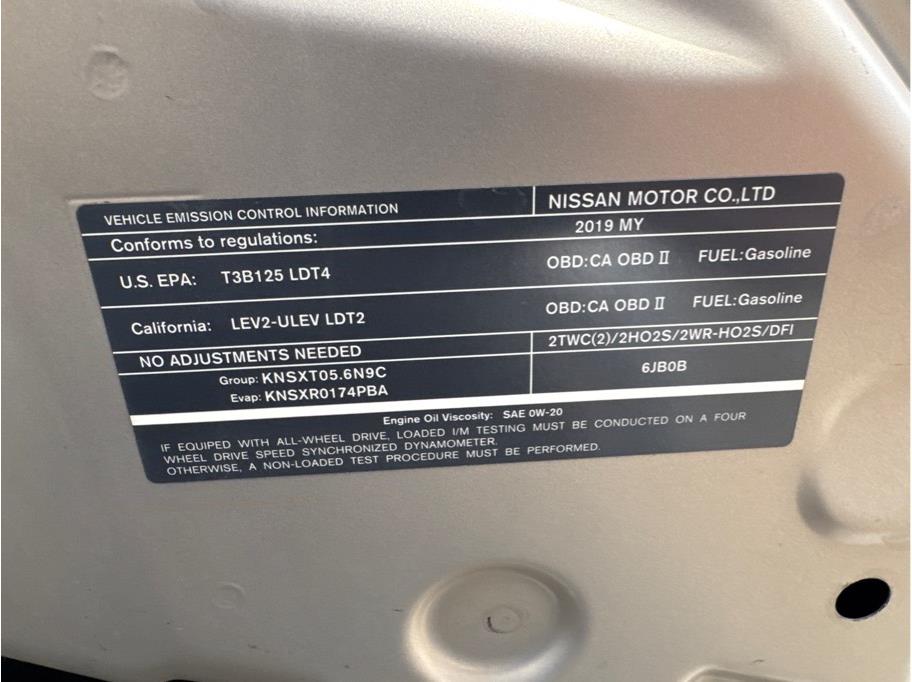 VEHICLE EMISSION CONTROL INFORMATION
NISSAN MOTOR CO.,LTD
Conforms to regulations:
2019 MY
U.S. EPA: T3B125 LDT4
OBD:CA OBD II FUEL:Gasoline
California: LEV2-ULEV LDT2
OBD:CA OBD II FUEL:Gasoline
NO ADJUSTMENTS NEEDED
2TWC(2)/2HO2S/2WR-HO2S/DFI
Group: KNSXT05.6N9C
Evap: KNSXR0174PBA
6JB0B
Engine Oil Viscosity: SAE 0W-20
IF EQUIPED WITH ALL-WHEEL DRIVE, LOADED I/M TESTING MUST BE CONDUCTED ON A FOUR
WHEEL DRIVE SPEED SYNCHRONIZED DYNAMOMETER.
OTHERWISE, A NON-LOADED TEST PROCEDURE MUST BE PERFORMED.